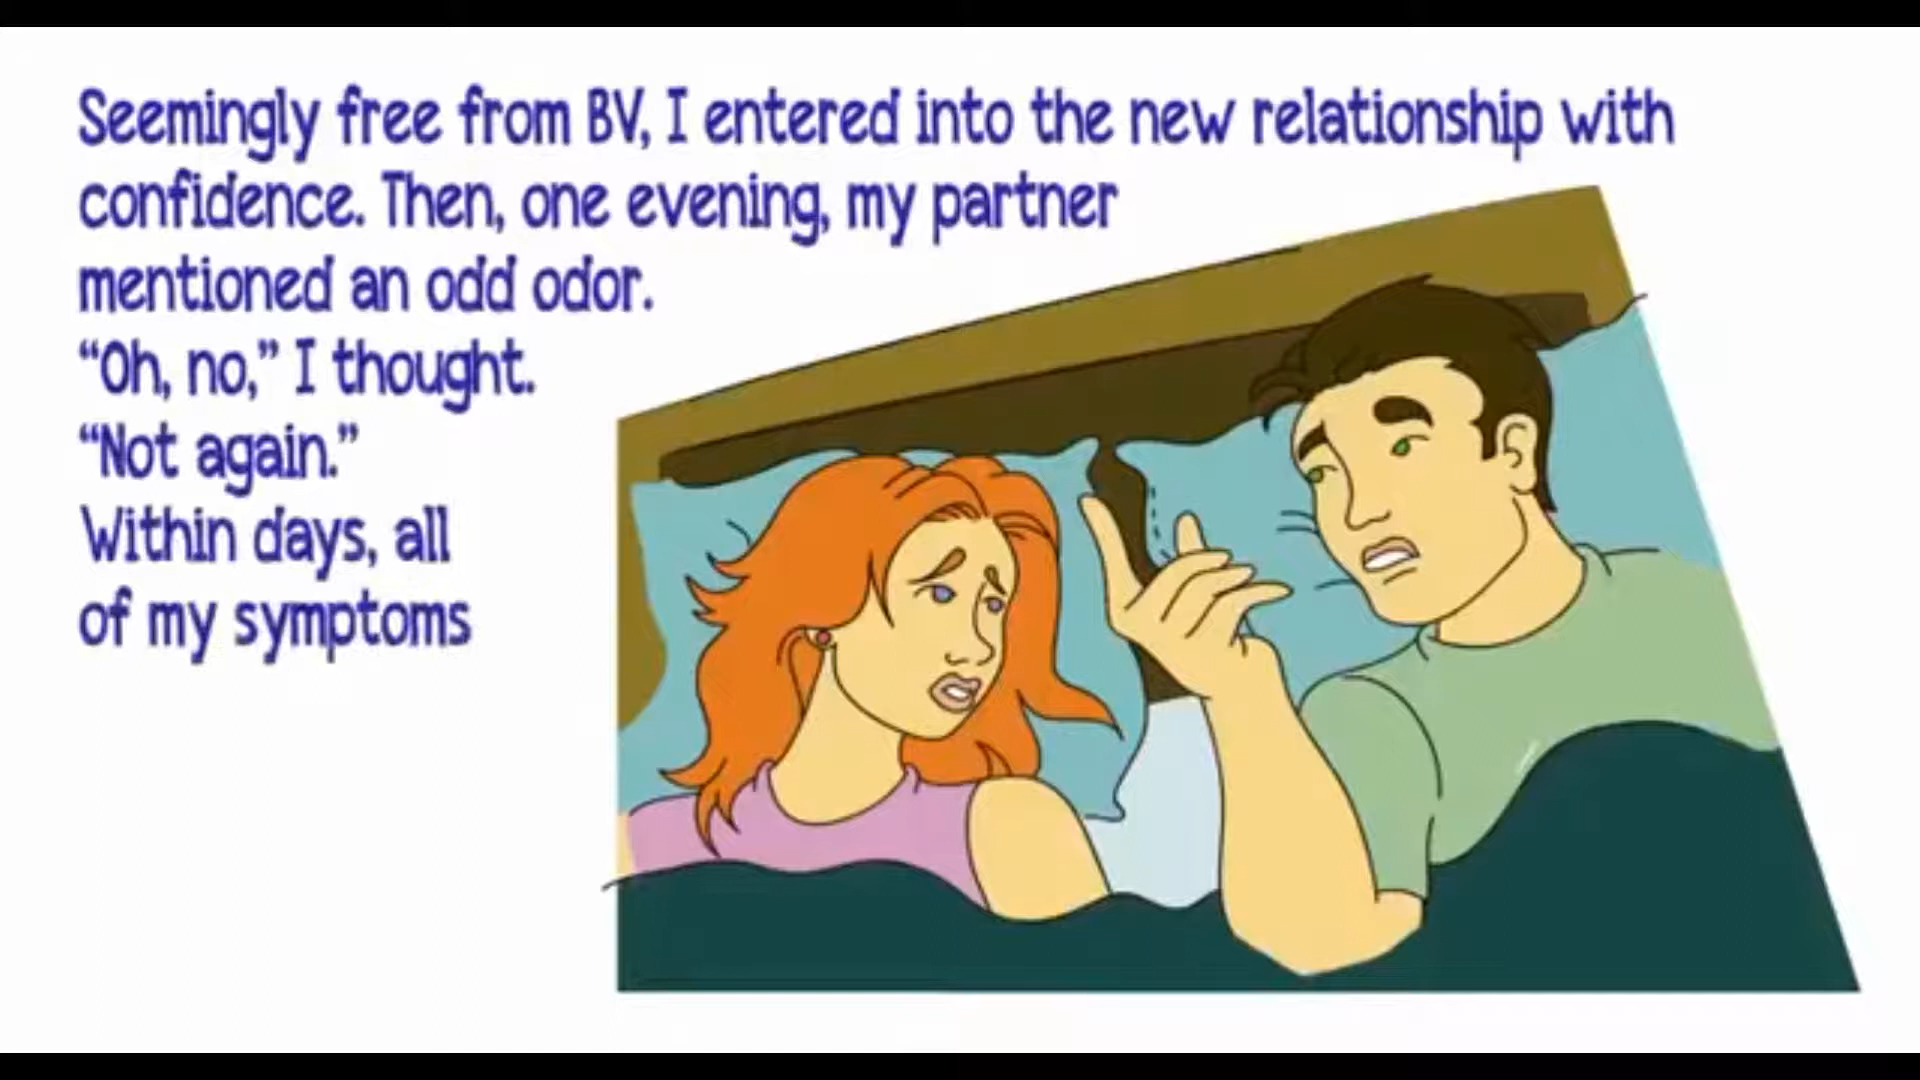 Seemingly free from BV, I entered into the new relationship with
confidence. Then, one evening, my partner
mentioned an odd odor.
“Oh, no,” I thought.
“Not again.”
Within days, all
of my symptoms